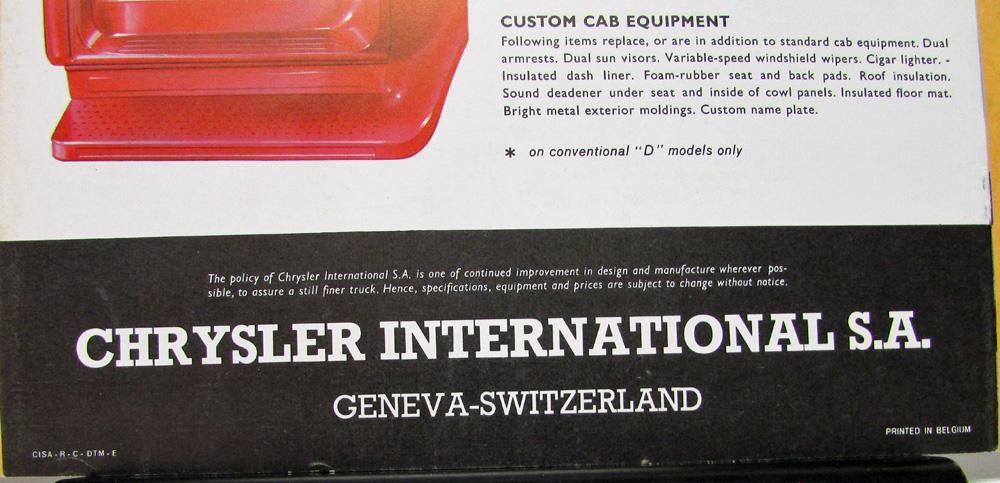 CUSTOM CAB EQUIPMENT
Following items replace, or are in addition to standard cab equipment. Dual
armrests. Dual sun visors. Variable-speed windshield wipers. Cigar lighter. -
Insulated dash liner. Foam-rubber seat and back pads. Roof insulation.
Sound deadener under seat and inside of cowl panels. Insulated floor mat.
Bright metal exterior moldings. Custom name plate.
* on conventional "D" models only
The policy of Chrysler International S.A. is one of continued improvement in design and manufacture wherever pos-
sible, to assure a still finer truck. Hence, specifications, equipment and prices are subject to change without notice.
CHRYSLER INTERNATIONAL S.A.
GENEVA-SWITZERLAND
PRINTED IN BELGIUM
CISA - R - C - DTM - E